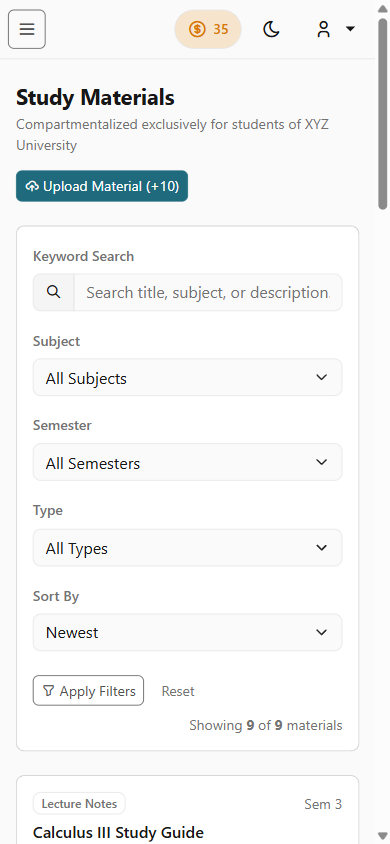 35
Study Materials
Compartmentalized exclusively for students of XYZ
University
Upload Material (+10)
Keyword Search
Search title, subject, or description.
Subject
All Subjects
Semester
All Semesters
Type
All Types
Sort By
Newest
Apply Filters Reset
Showing 9 of 9 materials
Lecture Notes Sem 3
Calculus III Study Guide